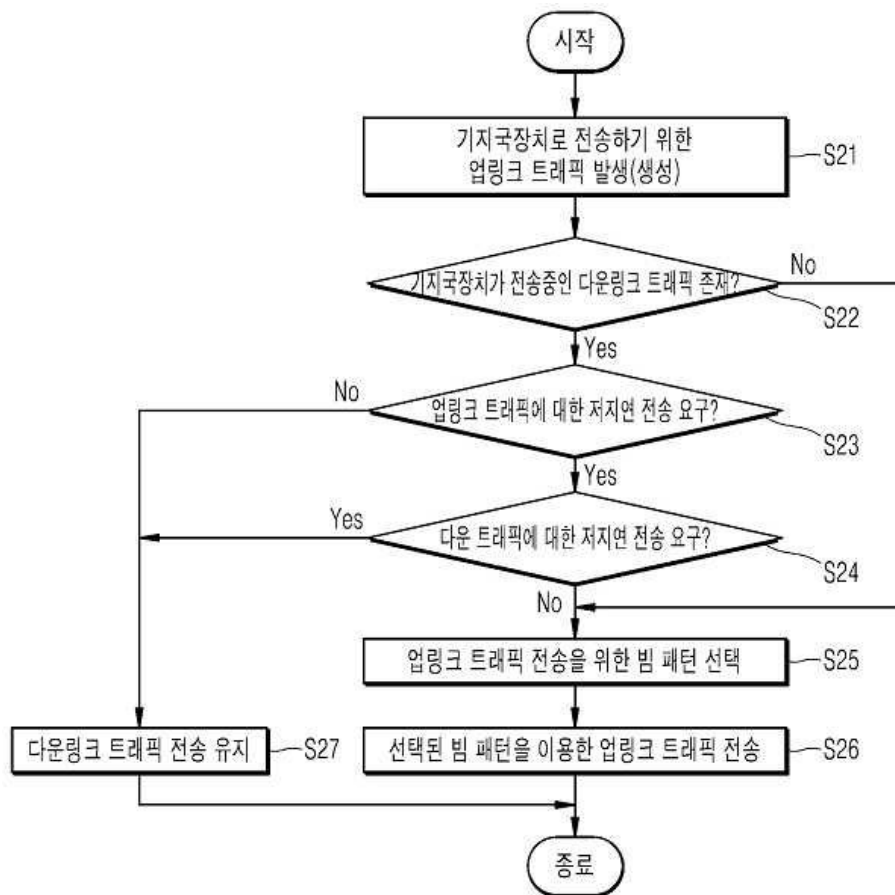 시작
기지국장치로 전송하기 위한
업링크 트래픽 발생(생성)
S21
기지국장치가 전송중인 다운링크 트래픽 존재?
No
S22
Yes
업링크 트래픽에 대한 저지연 전송 요구?
No
S23
Yes
다운 트래픽에 대한 저지연 전송 요구?
Yes
S24
No
업링크 트래픽 전송을 위한 빔 패턴 선택
S25
다운링크 트래픽 전송 유지
S27
선택된 빔 패턴을 이용한 업링크 트래픽 전송
S26
종료